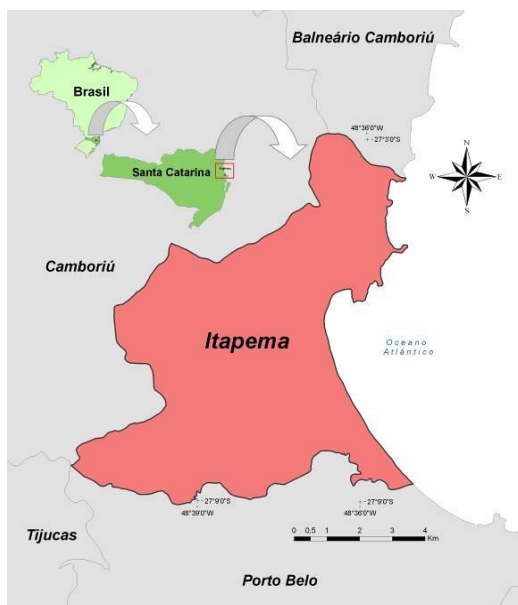 Balneário Camboriú
Brasil
48°36'0"W
-27°3'0"S
N
W
E
S
Santa Catarina
Camboriú
Itapema
Oceano
Atlântico
-27°9'0"S
48°39'0"W
-27°9'0"S
48°36'0"W
Tijucas
0 0,5 1 2 3 4
Km
Porto Belo